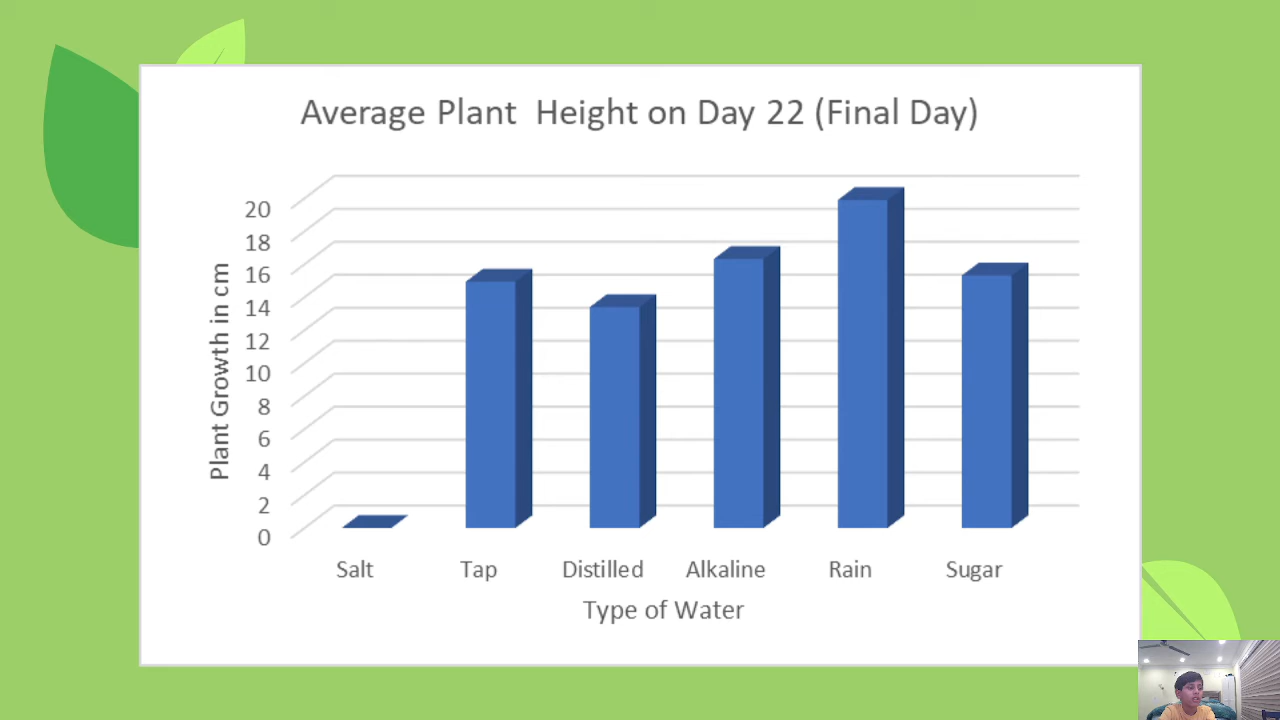 Average Plant Height on Day 22 (Final Day)
Plant Growth in cm
20
18
16
14
12
10
8
6
4
2
0
Salt Tap Distilled Alkaline Rain Sugar
Type of Water